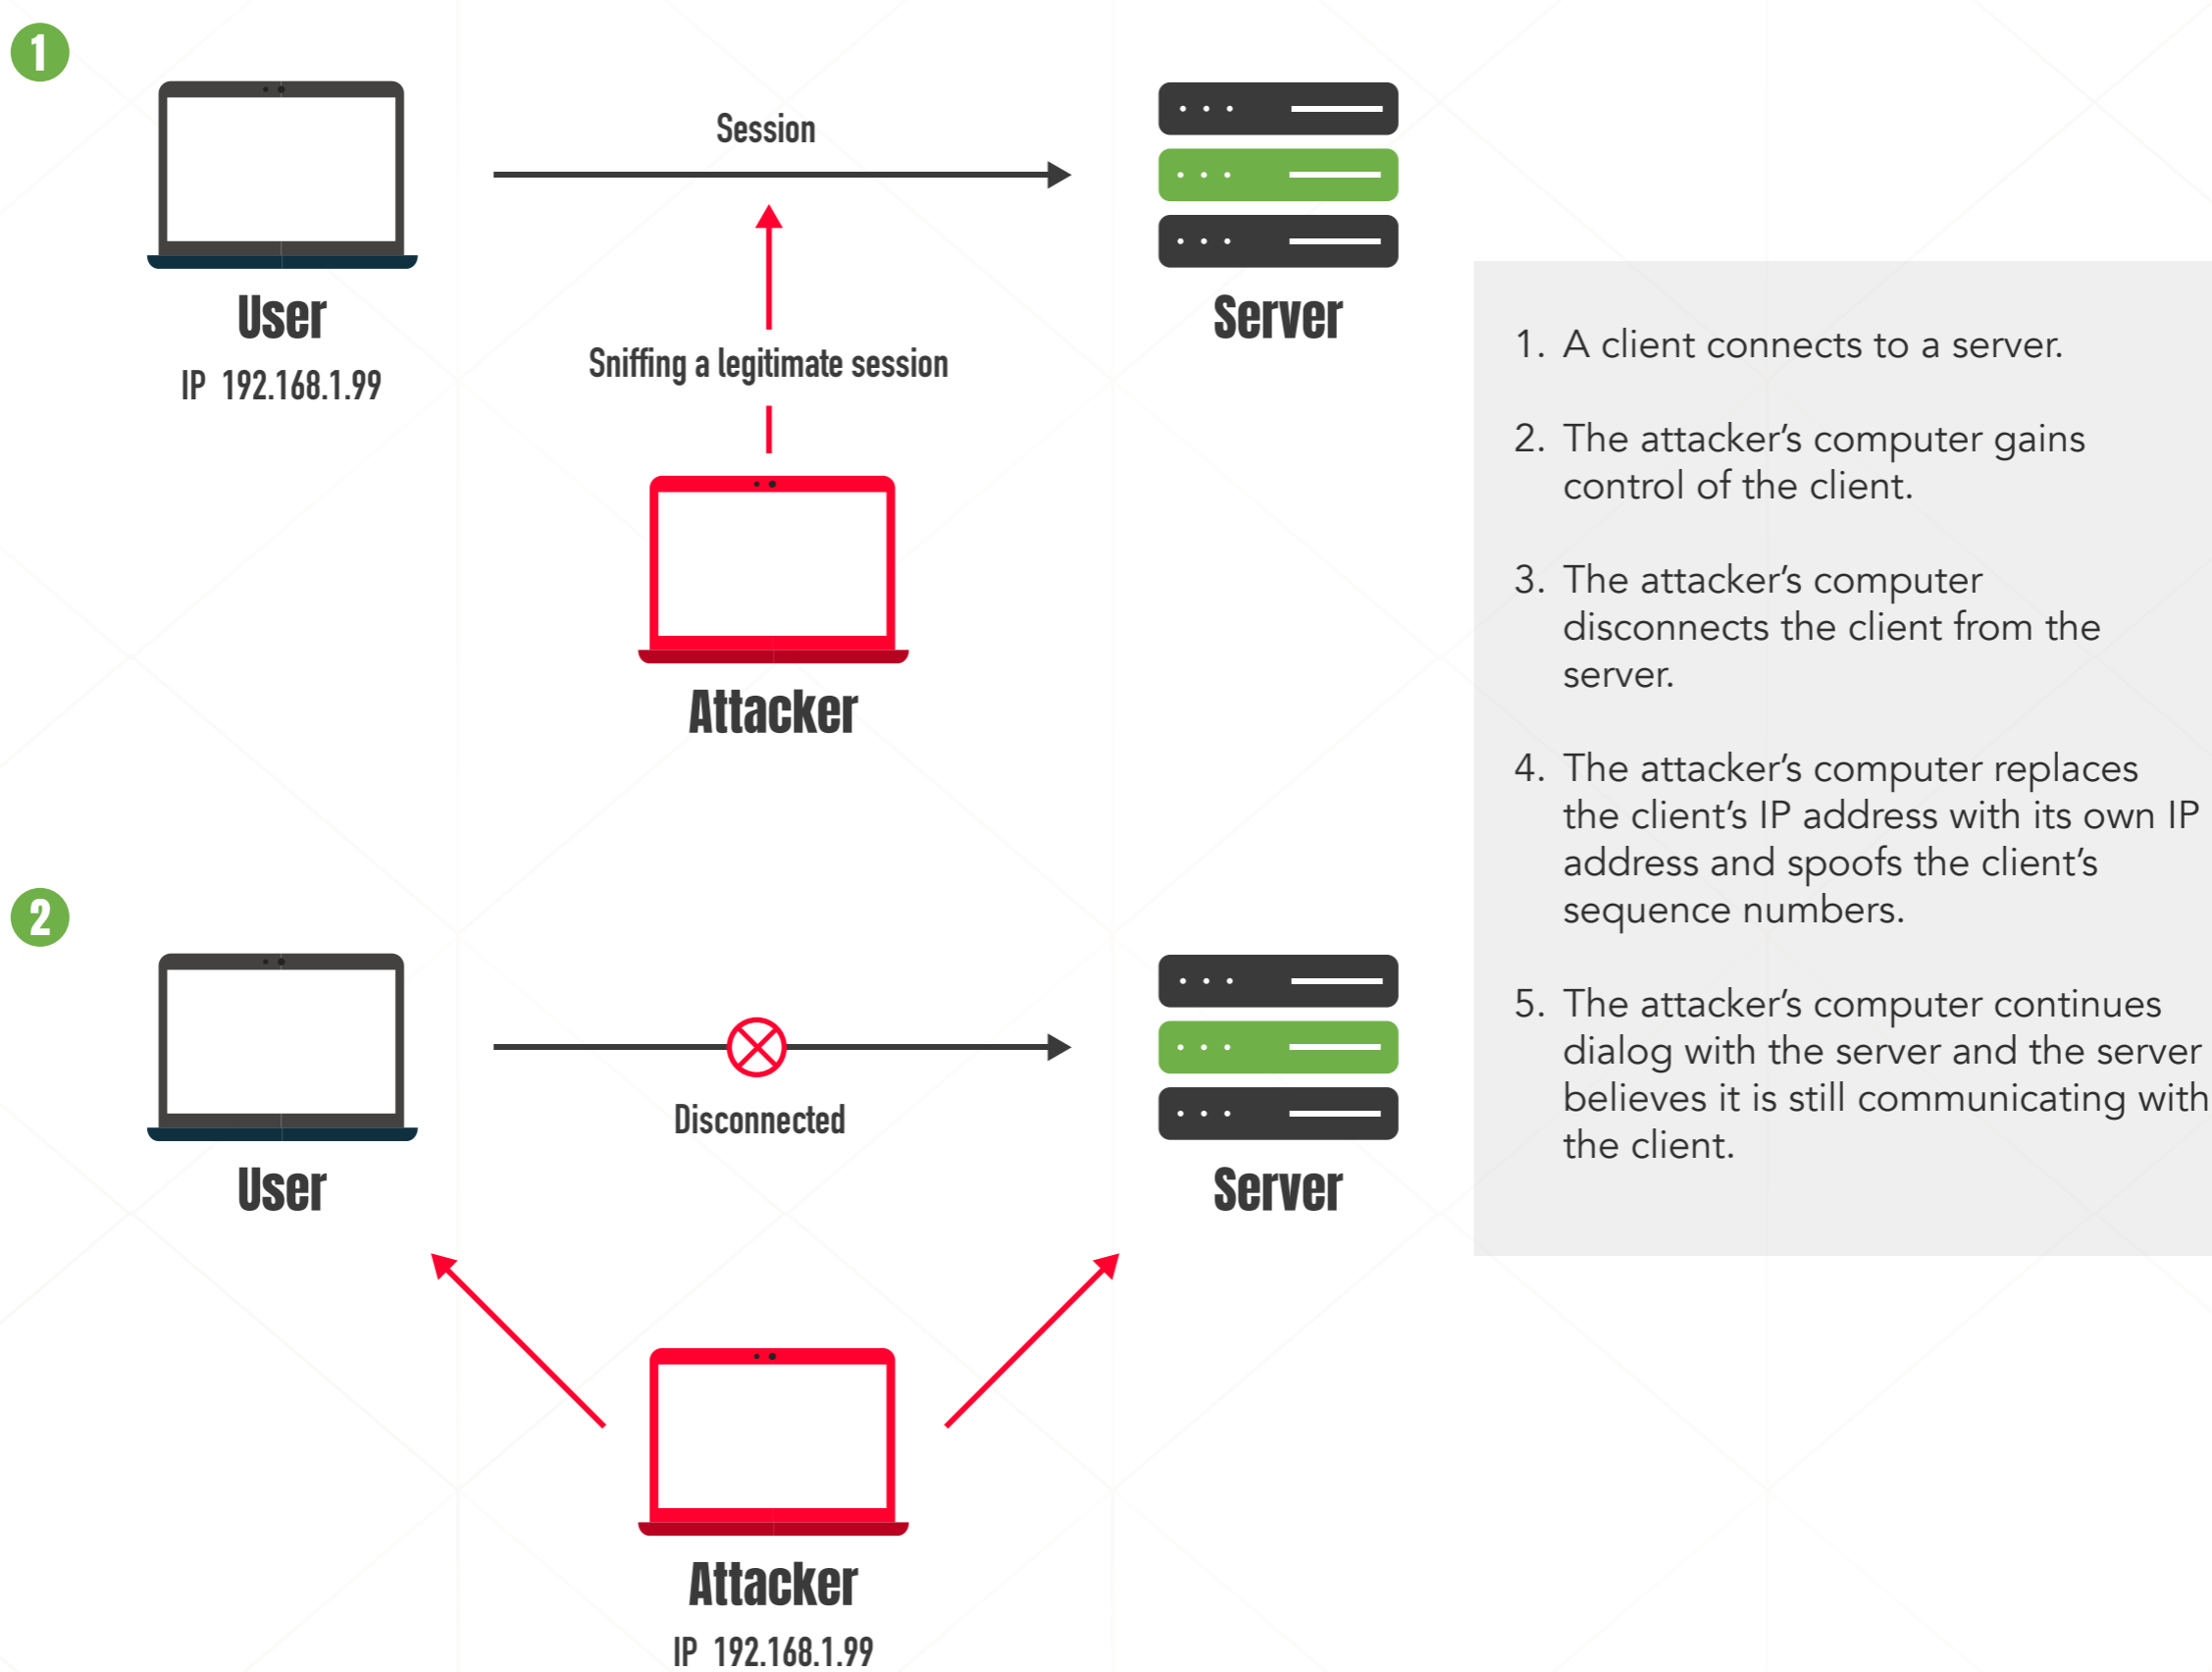 1
Session
User
IP 192.168.1.99
Server
Sniffing a legitimate session
Attacker
2
Disconnected
User
Server
Attacker
IP 192.168.1.99
1. A client connects to a server.
2. The attacker’s computer gains
control of the client.
3. The attacker’s computer
disconnects the client from the
server.
4. The attacker’s computer replaces
the client’s IP address with its own IP
address and spoofs the client’s
sequence numbers.
5. The attacker’s computer continues
dialog with the server and the server
believes it is still communicating with
the client.